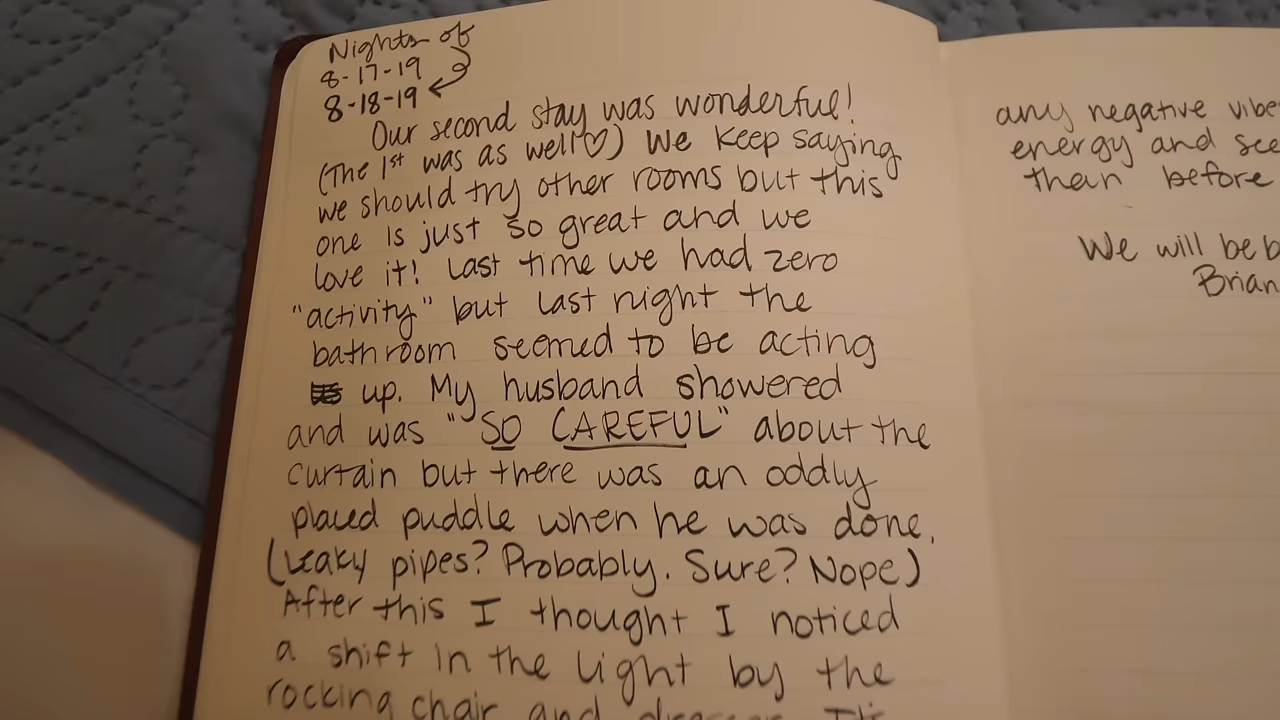 Nights of
8-17-19
8-18-19
Our second stay was wonderful!
(The 1st was as well♡) We keep saying
we should try other rooms but this
one is just so great and we
love it! Last time we had zero
"activity" but last night the
bathroom seemed to be acting
up. My husband showered
and was "SO CAREFUL" about the
curtain but there was an oddly
placed puddle when he was done.
(Leaky pipes? Probably. Sure? Nope)
After this I thought I noticed
a shift in the light by the
rocking chair and
any negative vibe
energy and see
than before
We will be b
Brian